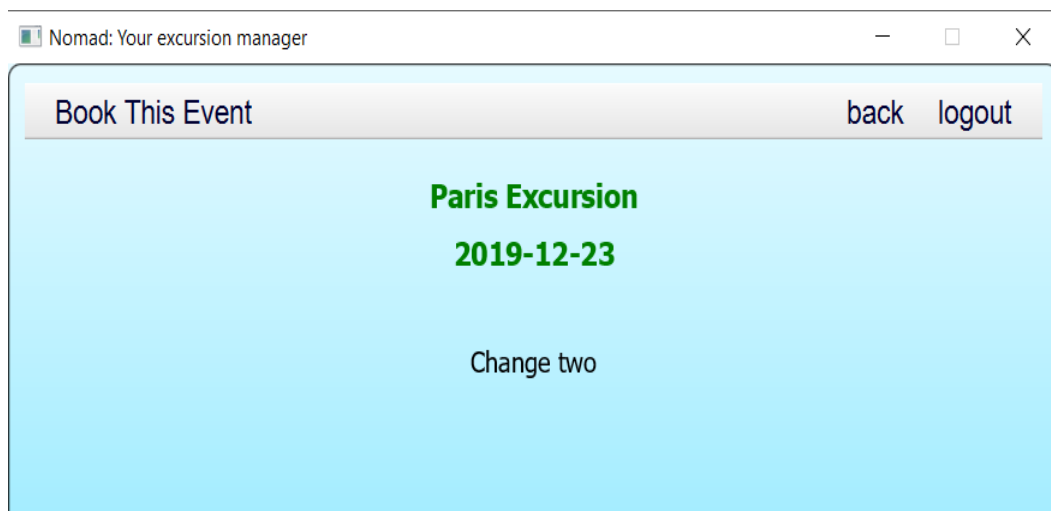 Nomad: Your excursion manager
Book This Event back logout
Paris Excursion
2019-12-23
Change two